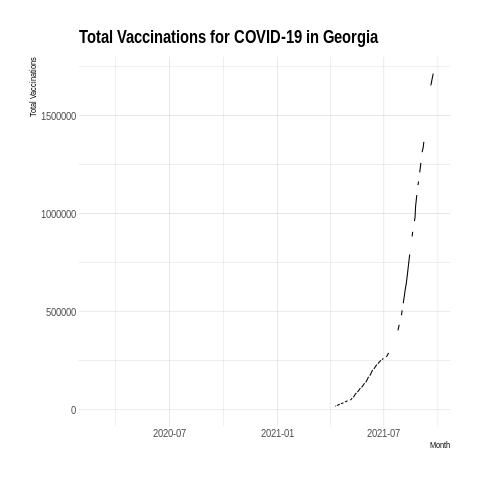 Total Vaccinations for COVID-19 in Georgia
Total Vaccinations
1500000
1000000
500000
0
2020-07
2021-01
2021-07
Month